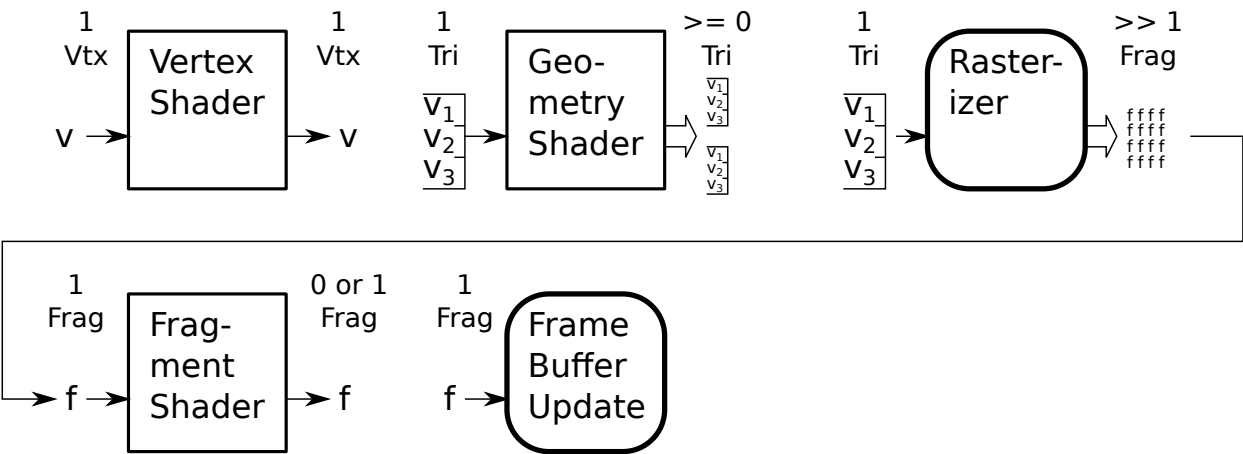 1
Vtx
Vertex
Shader
v
1
Vtx
v
1
Tri
v1
v2
v3
Geo-
metry
Shader
>= 0
Tri
v1
v2
v3
v1
v2
v3
1
Tri
v1
v2
v3
Raster-
izer
>> 1
Frag
f f f f
f f f f
f f f f
f f f f
1
Frag
f
Frag-
ment
Shader
0 or 1
Frag
f
1
Frag
f
Frame
Buffer
Update